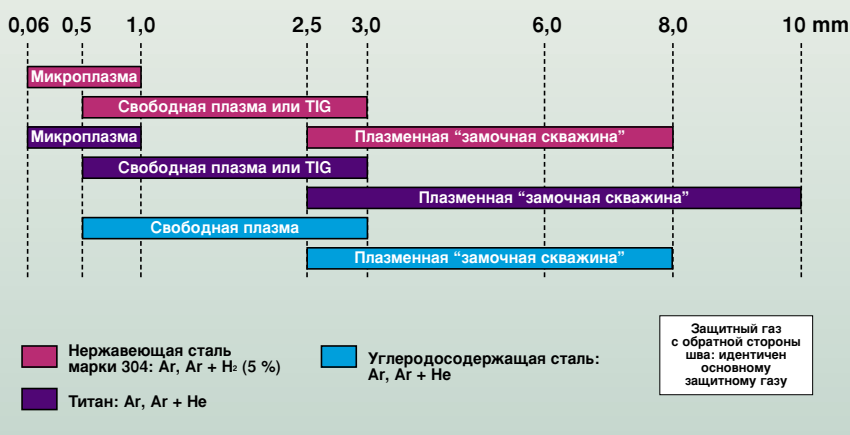 0,06 0,5 1,0 2,5 3,0 6,0 8,0 10 mm
Микроплазма
Свободная плазма или TIG
Микроплазма
Плазменная “замочная скважина”
Свободная плазма или TIG
Плазменная “замочная скважина”
Свободная плазма
Плазменная “замочная скважина”
Нержавеющая сталь
марки 304: Ar, Ar + H₂ (5 %)
Титан: Ar, Ar + He
Углеродосодержащая сталь:
Ar, Ar + He
Защитный газ
с обратной стороны
шва: идентичен
основному
защитному газу